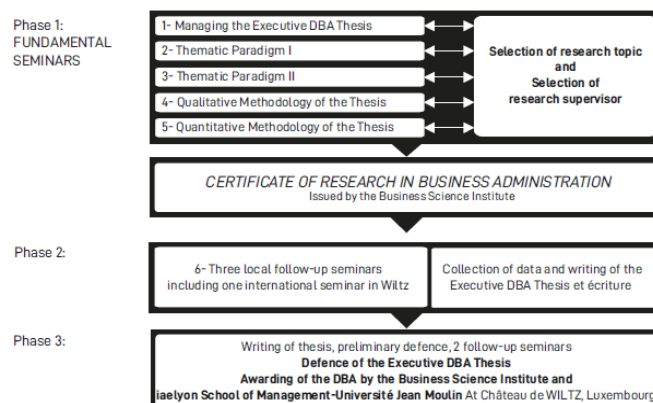 Phase 1:
FUNDAMENTAL
SEMINARS
1- Managing the Executive DBA Thesis
2- Thematic Paradigm I
3- Thematic Paradigm II
4- Qualitative Methodology of the Thesis
5- Quantitative Methodology of the Thesis
Selection of research topic
and
Selection of
research supervisor
CERTIFICATE OF RESEARCH IN BUSINESS ADMINISTRATION
Issued by the Business Science Institute
Phase 2:
6- Three local follow-up seminars
including one international seminar in Wiltz
Collection of data and writing of the
Executive DBA Thesis et écriture
Phase 3:
Writing of thesis, preliminary defence, 2 follow-up seminars
Defence of the Executive DBA Thesis
Awarding of the DBA by the Business Science Institute and
iaelyon School of Management-Université Jean Moulin At Château de WILTZ, Luxembourg